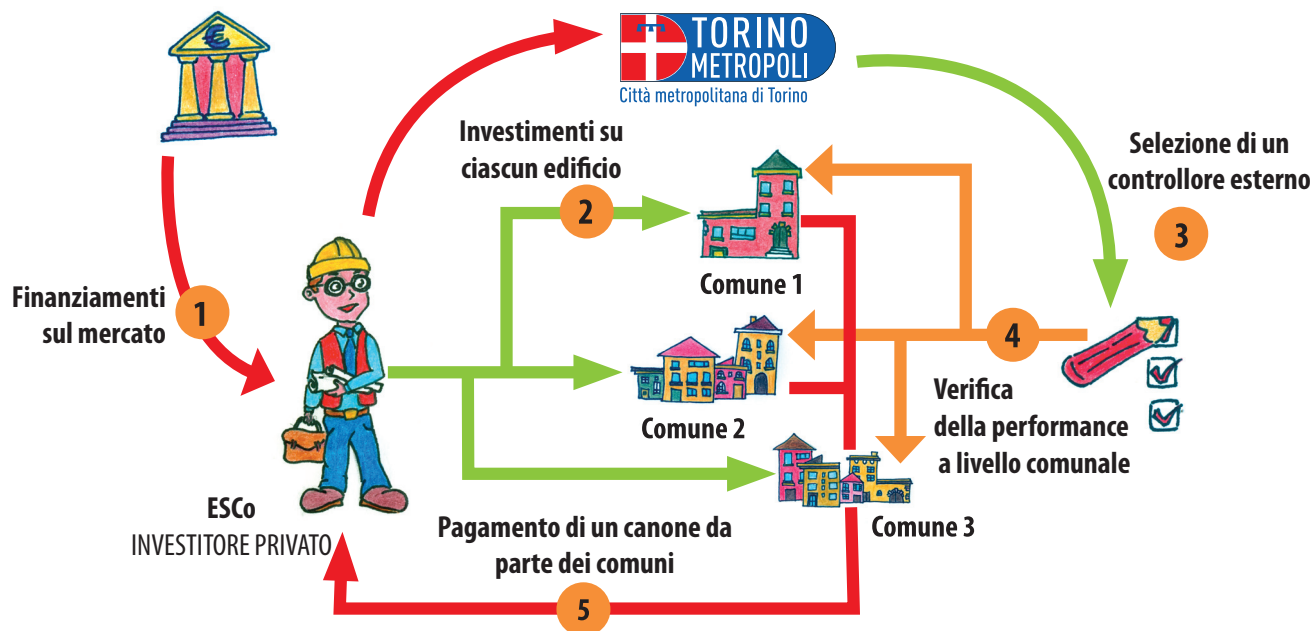 €
TORINO
METROPOLI
Città metropolitana di Torino
Investimenti su
ciascun edificio
2
Selezione di un
controllore esterno
3
Comune 1
Finanziamenti
sul mercato
1
4
Comune 2
Verifica
della performance
a livello comunale
ESCo
INVESTITORE PRIVATO
Comune 3
Pagamento di un canone da
parte dei comuni
5